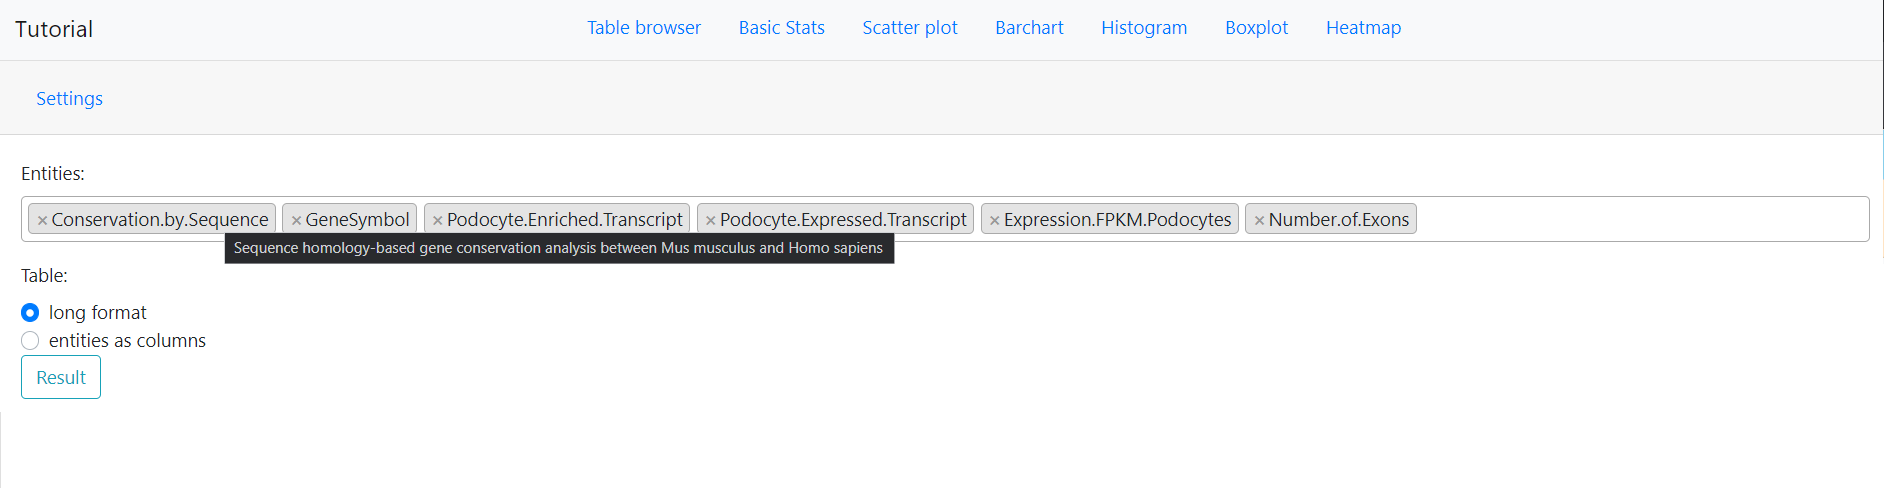 Tutorial Table browser Basic Stats Scatter plot Barchart Histogram Boxplot Heatmap
Settings
Entities:
×Conservation.by.Sequence ×GeneSymbol ×Podocyte.Enriched.Transcript ×Podocyte.Expressed.Transcript ×Expression.FPKM.Podocytes ×Number.of.Exons
Sequence homology-based gene conservation analysis between Mus musculus and Homo sapiens
Table:
long format
entities as columns
Result